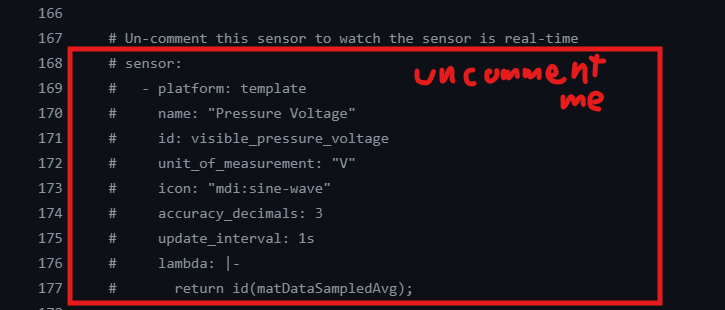 166
167 # Un-comment this sensor to watch the sensor is real-time
168 # sensor:
169 #   - platform: template
170 #     name: "Pressure Voltage"
171 #     id: visible_pressure_voltage
172 #     unit_of_measurement: "V"
173 #     icon: "mdi:sine-wave"
174 #     accuracy_decimals: 3
175 #     update_interval: 1s
176 #     lambda: |-
177 #       return id(matDataSampledAvg);
uncomment
me